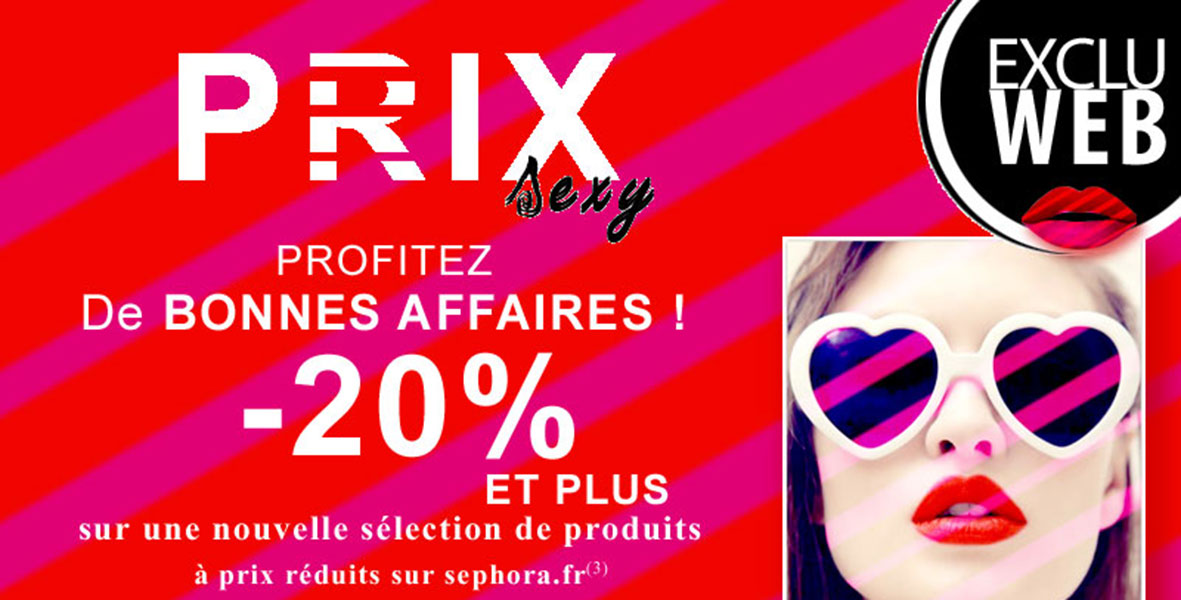 PRIX
sexy
EXCLU
WEB
PROFITEZ
De BONNES AFFAIRES !
-20%
ET PLUS
sur une nouvelle sélection de produits
à prix réduits sur sephora.fr(3)